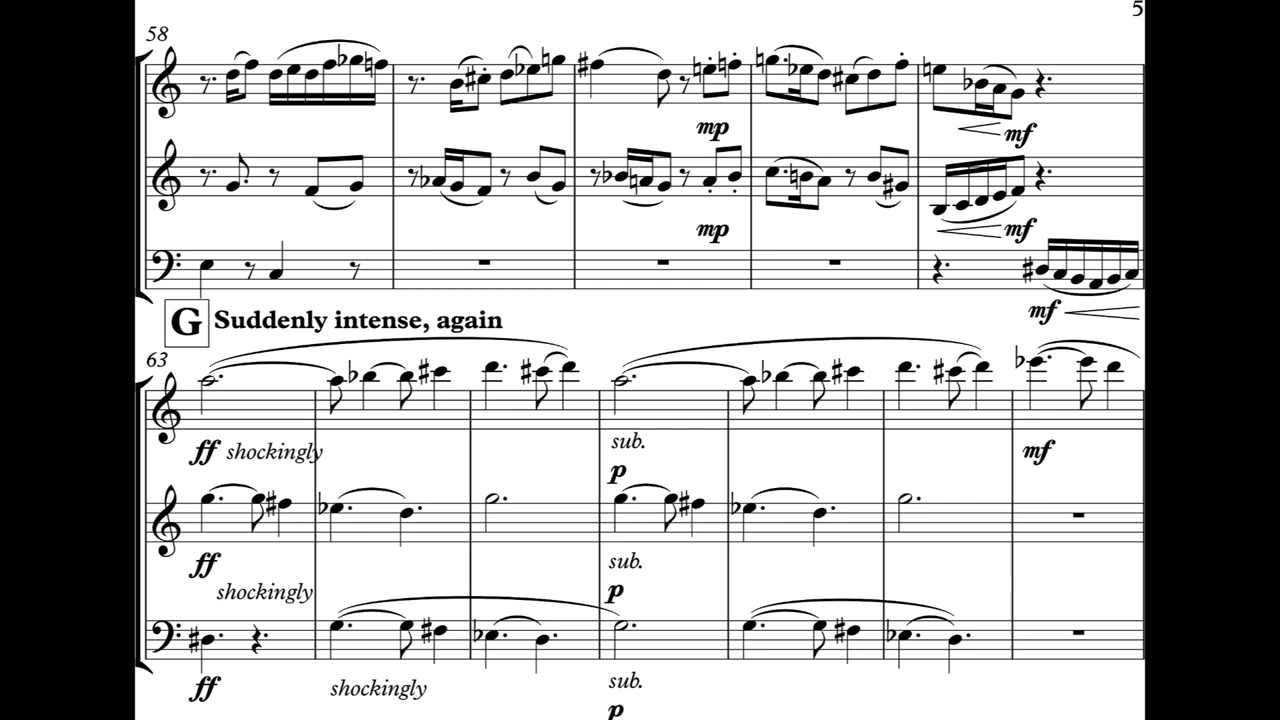 5
58
mp
mf
mp
mf
mf
G Suddenly intense, again
63
ff shockingly
sub.
p
mf
ff
shockingly
sub.
p
ff
shockingly
sub.
p